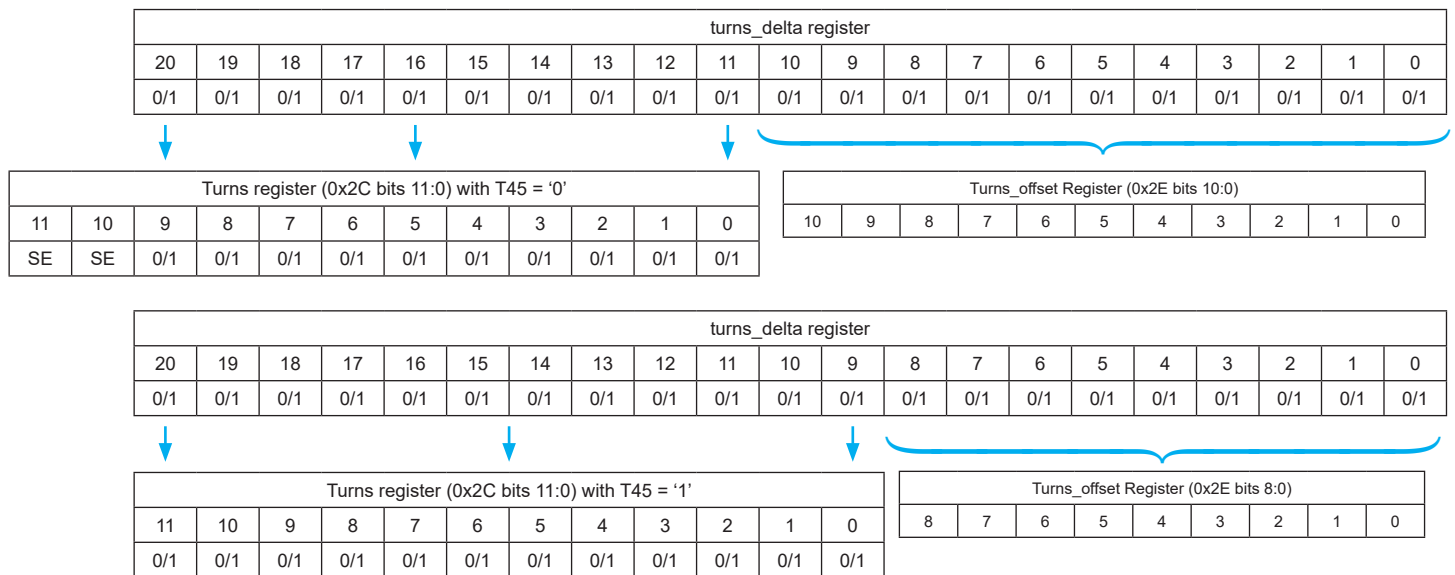 turns_delta register
20 19 18 17 16 15 14 13 12 11 10 9 8 7 6 5 4 3 2 1 0
0/1 0/1 0/1 0/1 0/1 0/1 0/1 0/1 0/1 0/1 0/1 0/1 0/1 0/1 0/1 0/1 0/1 0/1 0/1 0/1 0/1
Turns register (0x2C bits 11:0) with T45 = ‘0’
11 10 9 8 7 6 5 4 3 2 1 0
SE SE 0/1 0/1 0/1 0/1 0/1 0/1 0/1 0/1 0/1 0/1
Turns_offset Register (0x2E bits 10:0)
10 9 8 7 6 5 4 3 2 1 0
turns_delta register
20 19 18 17 16 15 14 13 12 11 10 9 8 7 6 5 4 3 2 1 0
0/1 0/1 0/1 0/1 0/1 0/1 0/1 0/1 0/1 0/1 0/1 0/1 0/1 0/1 0/1 0/1 0/1 0/1 0/1 0/1 0/1
Turns register (0x2C bits 11:0) with T45 = ‘1’
11 10 9 8 7 6 5 4 3 2 1 0
0/1 0/1 0/1 0/1 0/1 0/1 0/1 0/1 0/1 0/1 0/1 0/1
Turns_offset Register (0x2E bits 8:0)
8 7 6 5 4 3 2 1 0